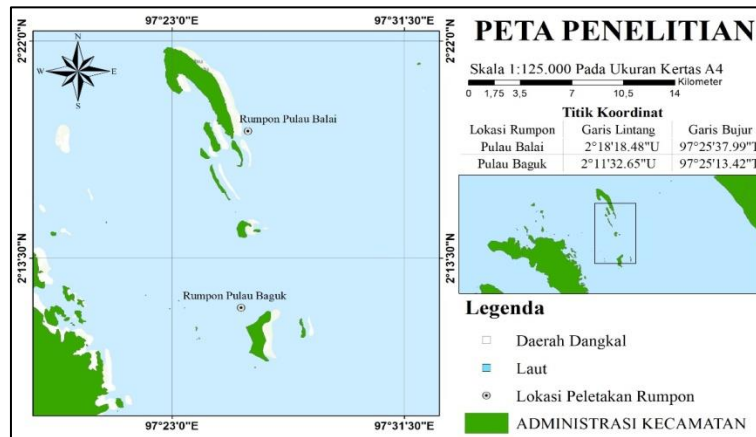 97°23'0"E 97°31'30"E
2°22'0"N
2°22'0"N
N
W E
S
Rumpon Pulau Balai
2°13'30"N
2°13'30"N
Rumpon Pulau Baguk
97°23'0"E 97°31'30"E
PETA PENELITIAN
Skala 1:125.000 Pada Ukuran Kertas A4
Kilometer
0 1,75 3,5 7 10,5 14
Titik Koordinat
Lokasi Rumpon Garis Lintang Garis Bujur
Pulau Balai 2°18'18.48"U 97°25'37.99"T
Pulau Baguk 2°11'32.65"U 97°25'13.42"T
Legenda
Daerah Dangkal
Laut
Lokasi Peletakan Rumpon
ADMINISTRASI KECAMATAN